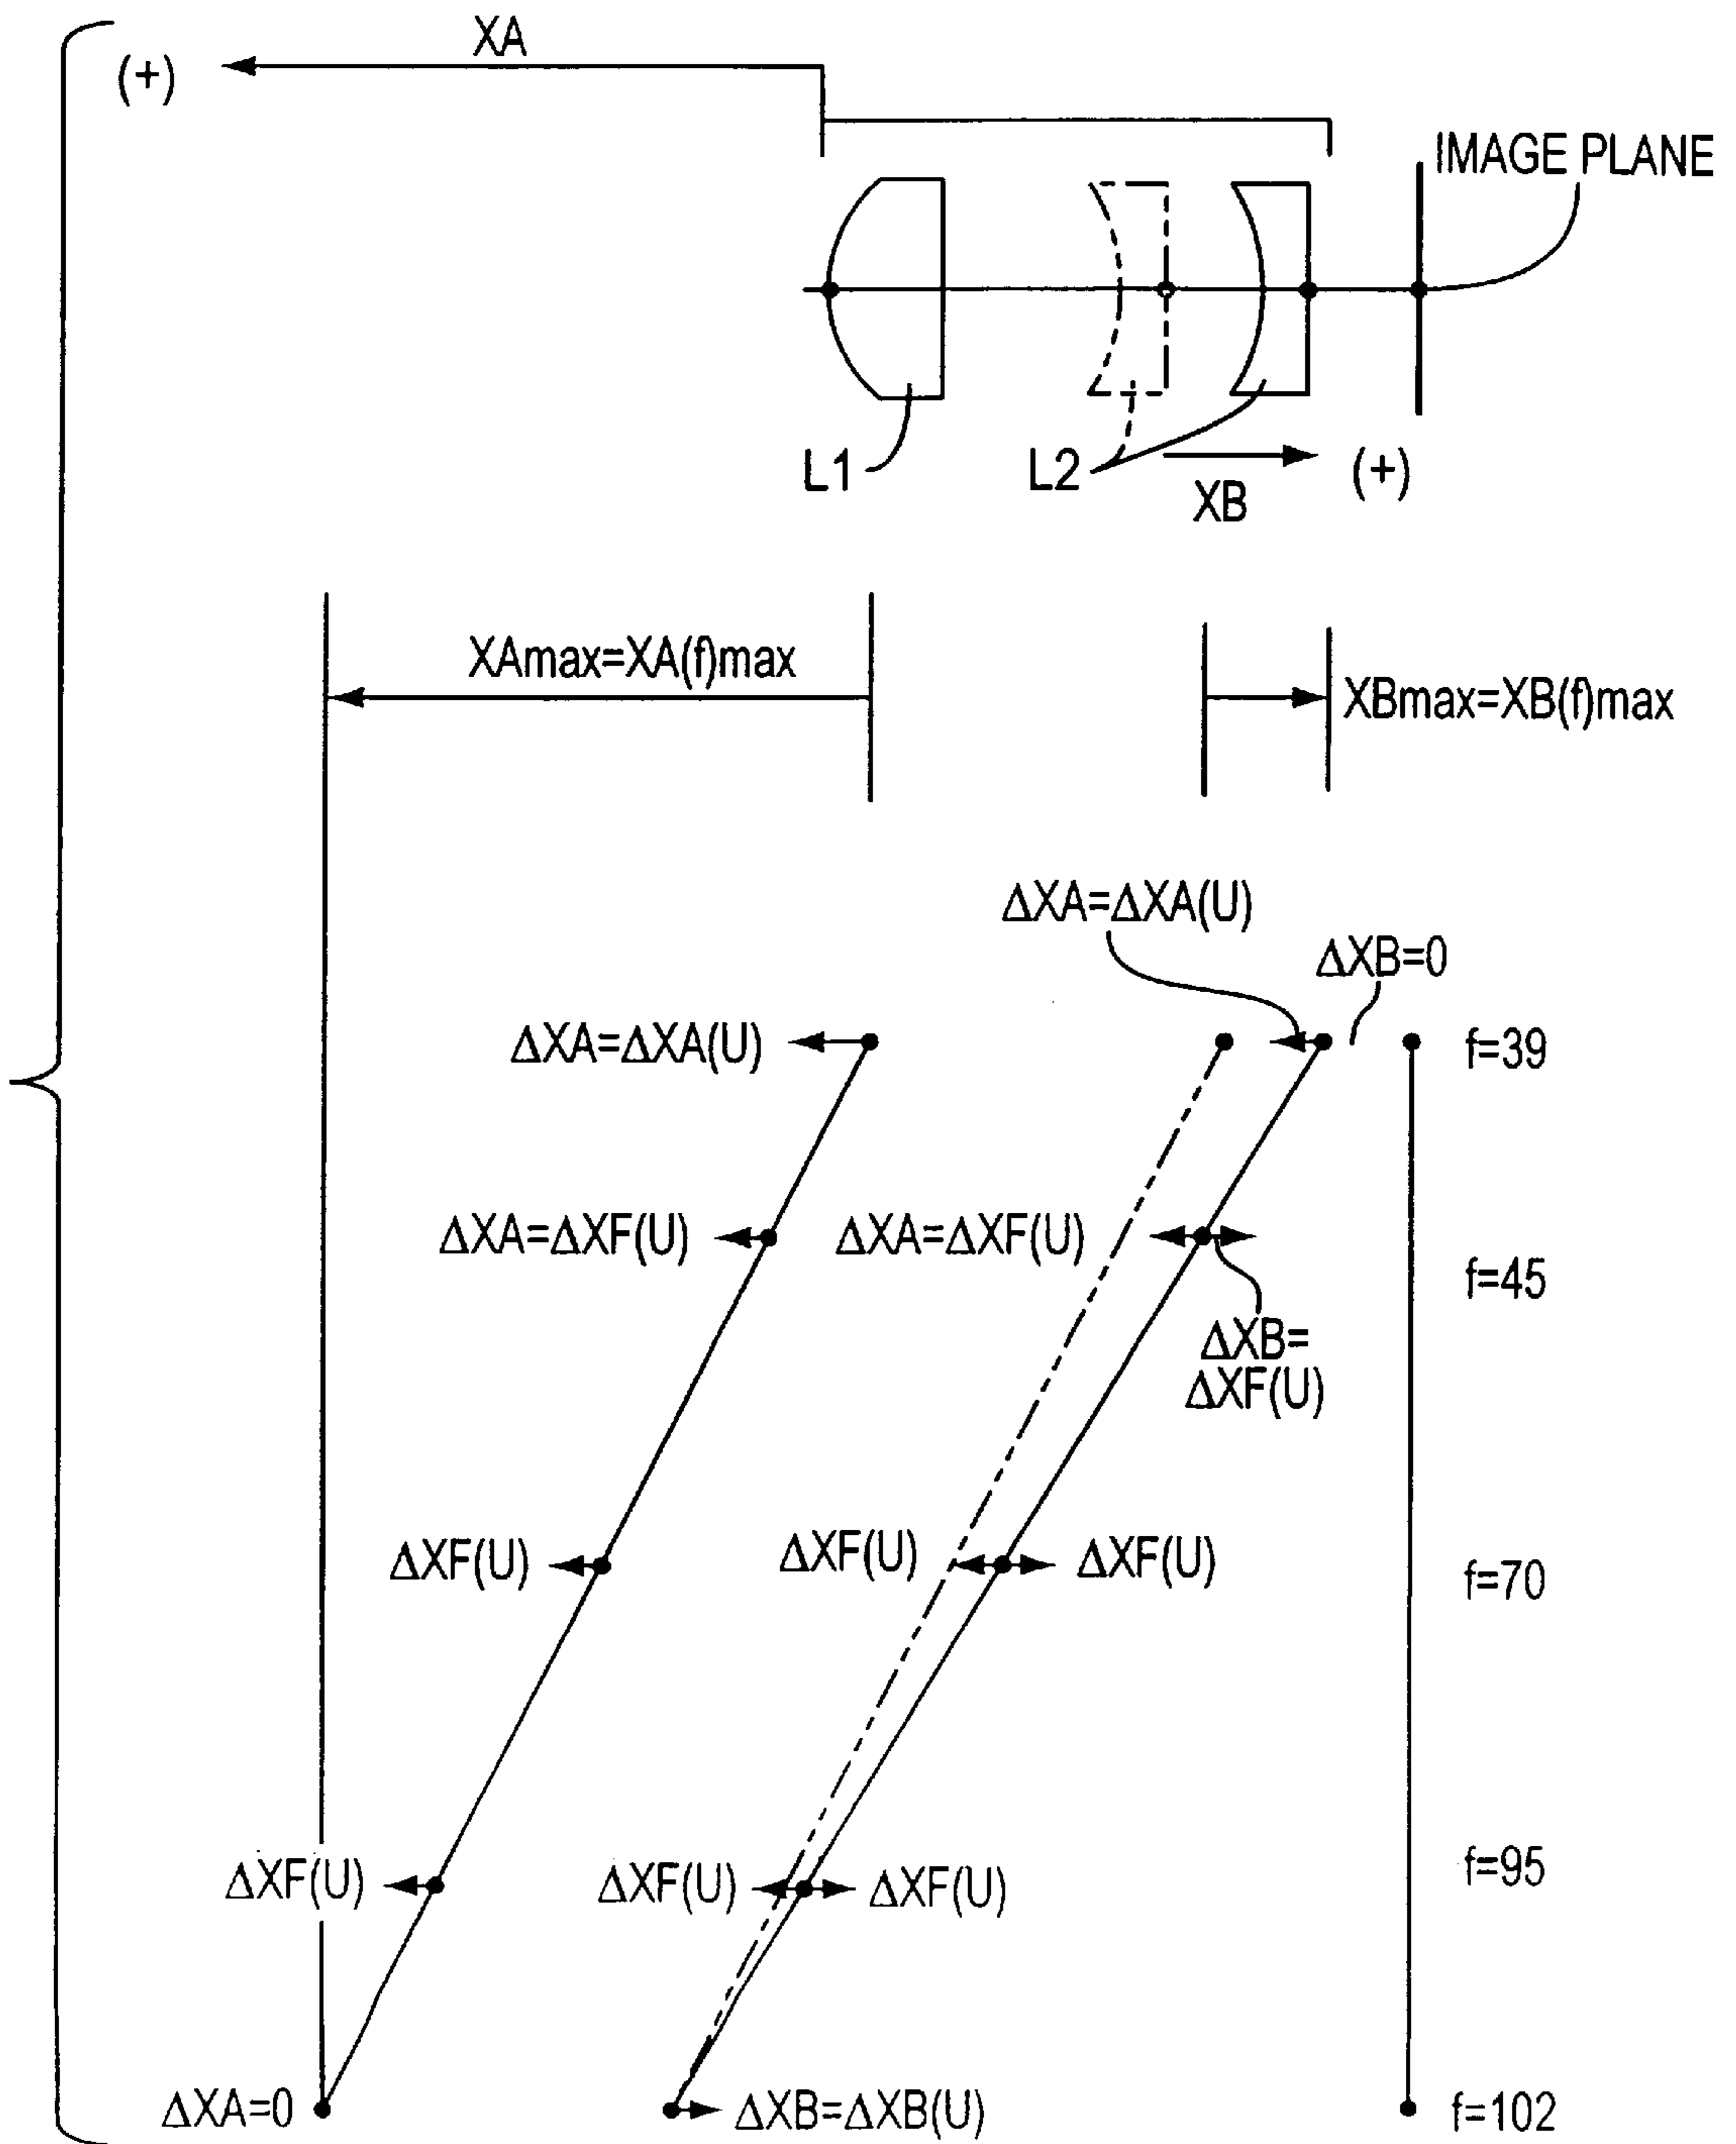 XA
(+)
IMAGE PLANE
L1
L2
XB
(+)
XAmax=XA(f)max
XBmax=XB(f)max
ΔXA=ΔXA(U)
ΔXB=0
ΔXA=ΔXA(U)
f=39
ΔXA=ΔXF(U)
ΔXA=ΔXF(U)
f=45
ΔXB=
ΔXF(U)
ΔXF(U)
ΔXF(U)
ΔXF(U)
f=70
ΔXF(U)
ΔXF(U)
ΔXF(U)
f=95
ΔXA=0
ΔXB=ΔXB(U)
f=102